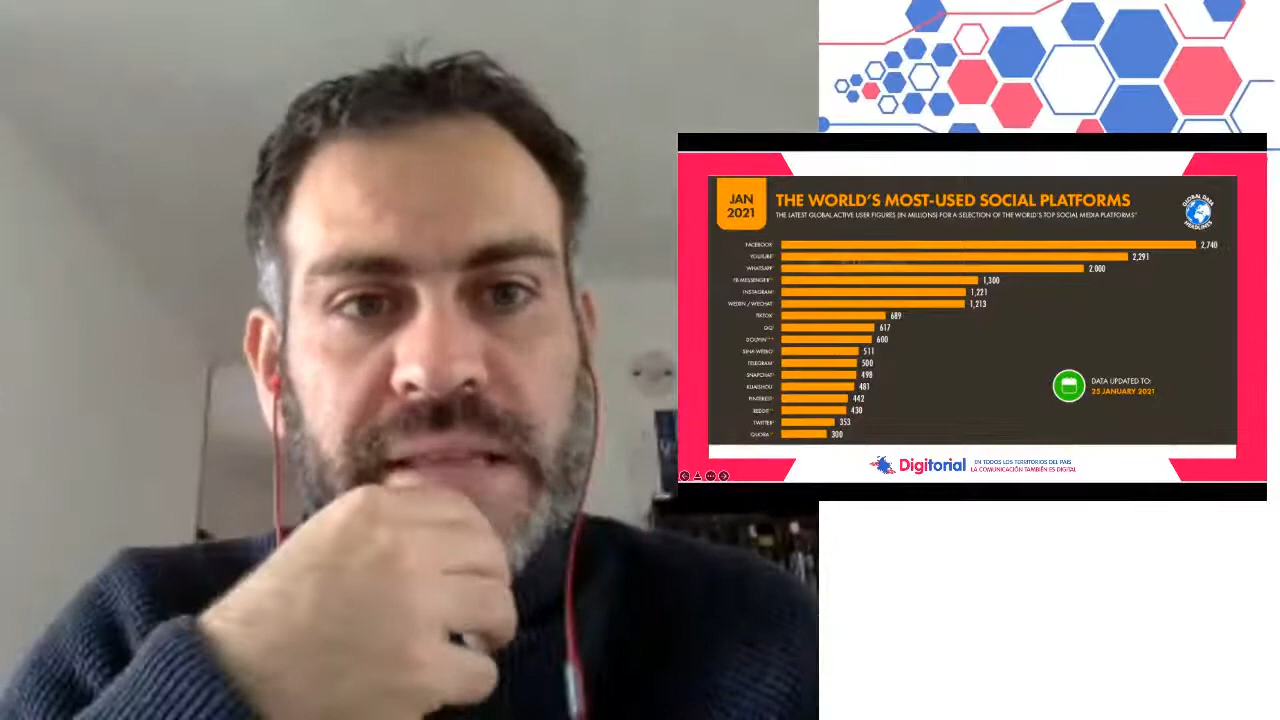 JAN
2021
THE WORLD'S MOST-USED SOCIAL PLATFORMS
THE LATEST GLOBAL ACTIVE USER FIGURES (IN MILLIONS) FOR A SELECTION OF THE WORLD'S TOP SOCIAL MEDIA PLATFORMS*
GLOBAL DATA
HEADLINES
FACEBOOK 2,740
YOUTUBE 2,291
WHATSAPP 2.000
FB MESSENGER 1,300
INSTAGRAM 1,221
WEIXIN / WECHAT 1,213
TIKTOK 689
QQ 617
DOUYIN 600
SINA WEIBO 511
TELEGRAM 500
SNAPCHAT 498
KUAISHOU 481
PINTEREST 442
REDDIT 430
TWITTER 353
QUORA 300
DATA UPDATED TO:
25 JANUARY 2021
Digitorial
EN TODOS LOS TERRITORIOS DEL PAÍS
LA COMUNICACIÓN TAMBIÉN ES DIGITAL